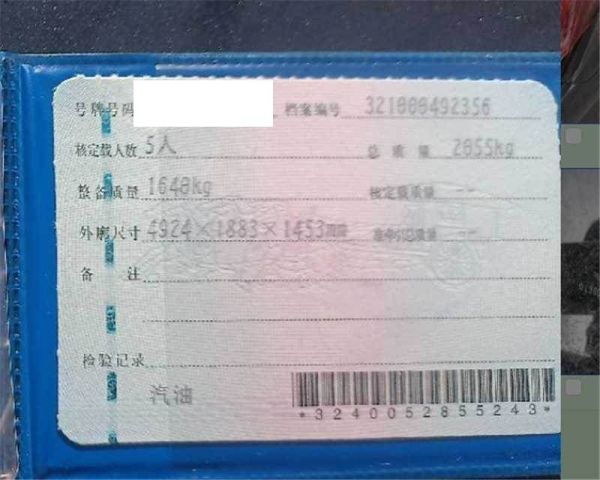 号牌号码 档案编号 321000492356
核定载人数 5人 总质量 2055kg
整备质量 1640kg 核定载质量 --
外廓尺寸 4924×1883×1453mm 准牵引总质量 --
备注
检验记录
汽油
*3240052855243*